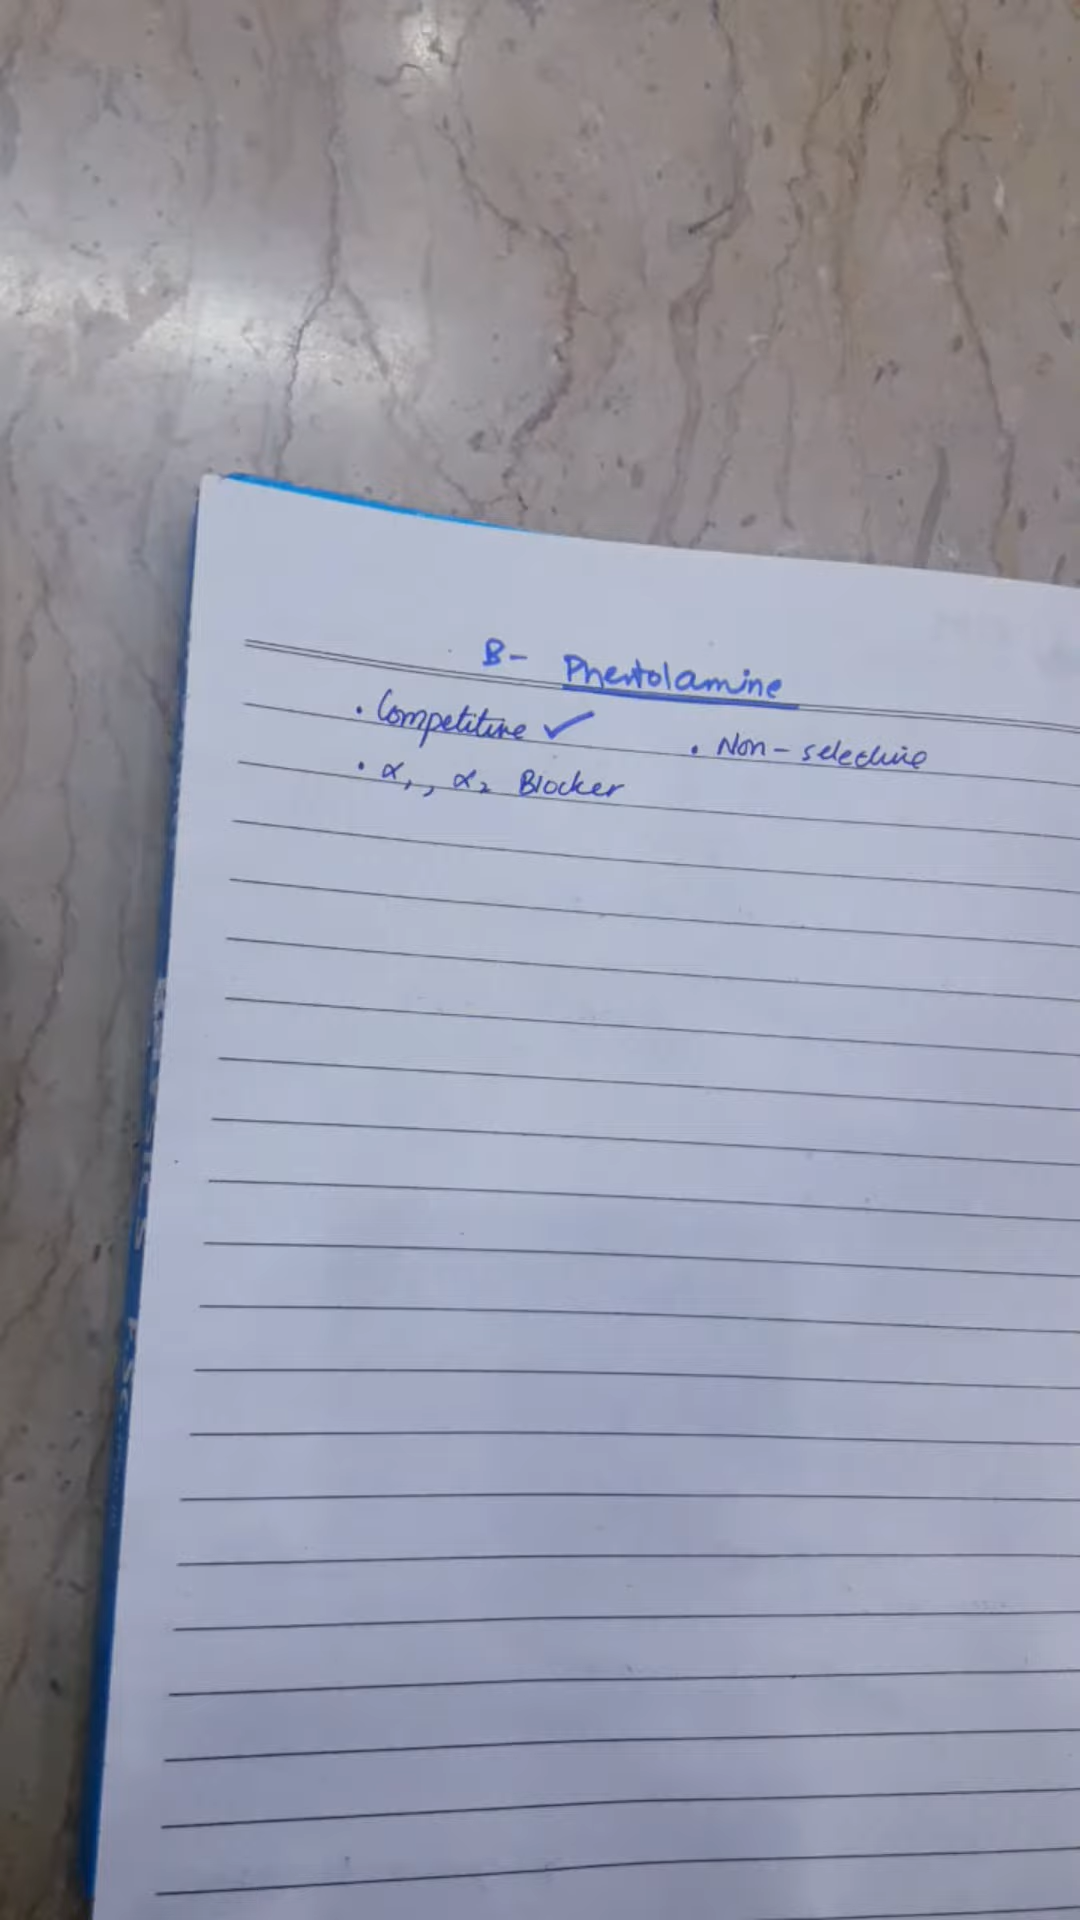 B- Phentolamine
• Competitive ✓ • Non-selective
• α₁, α₂ Blocker